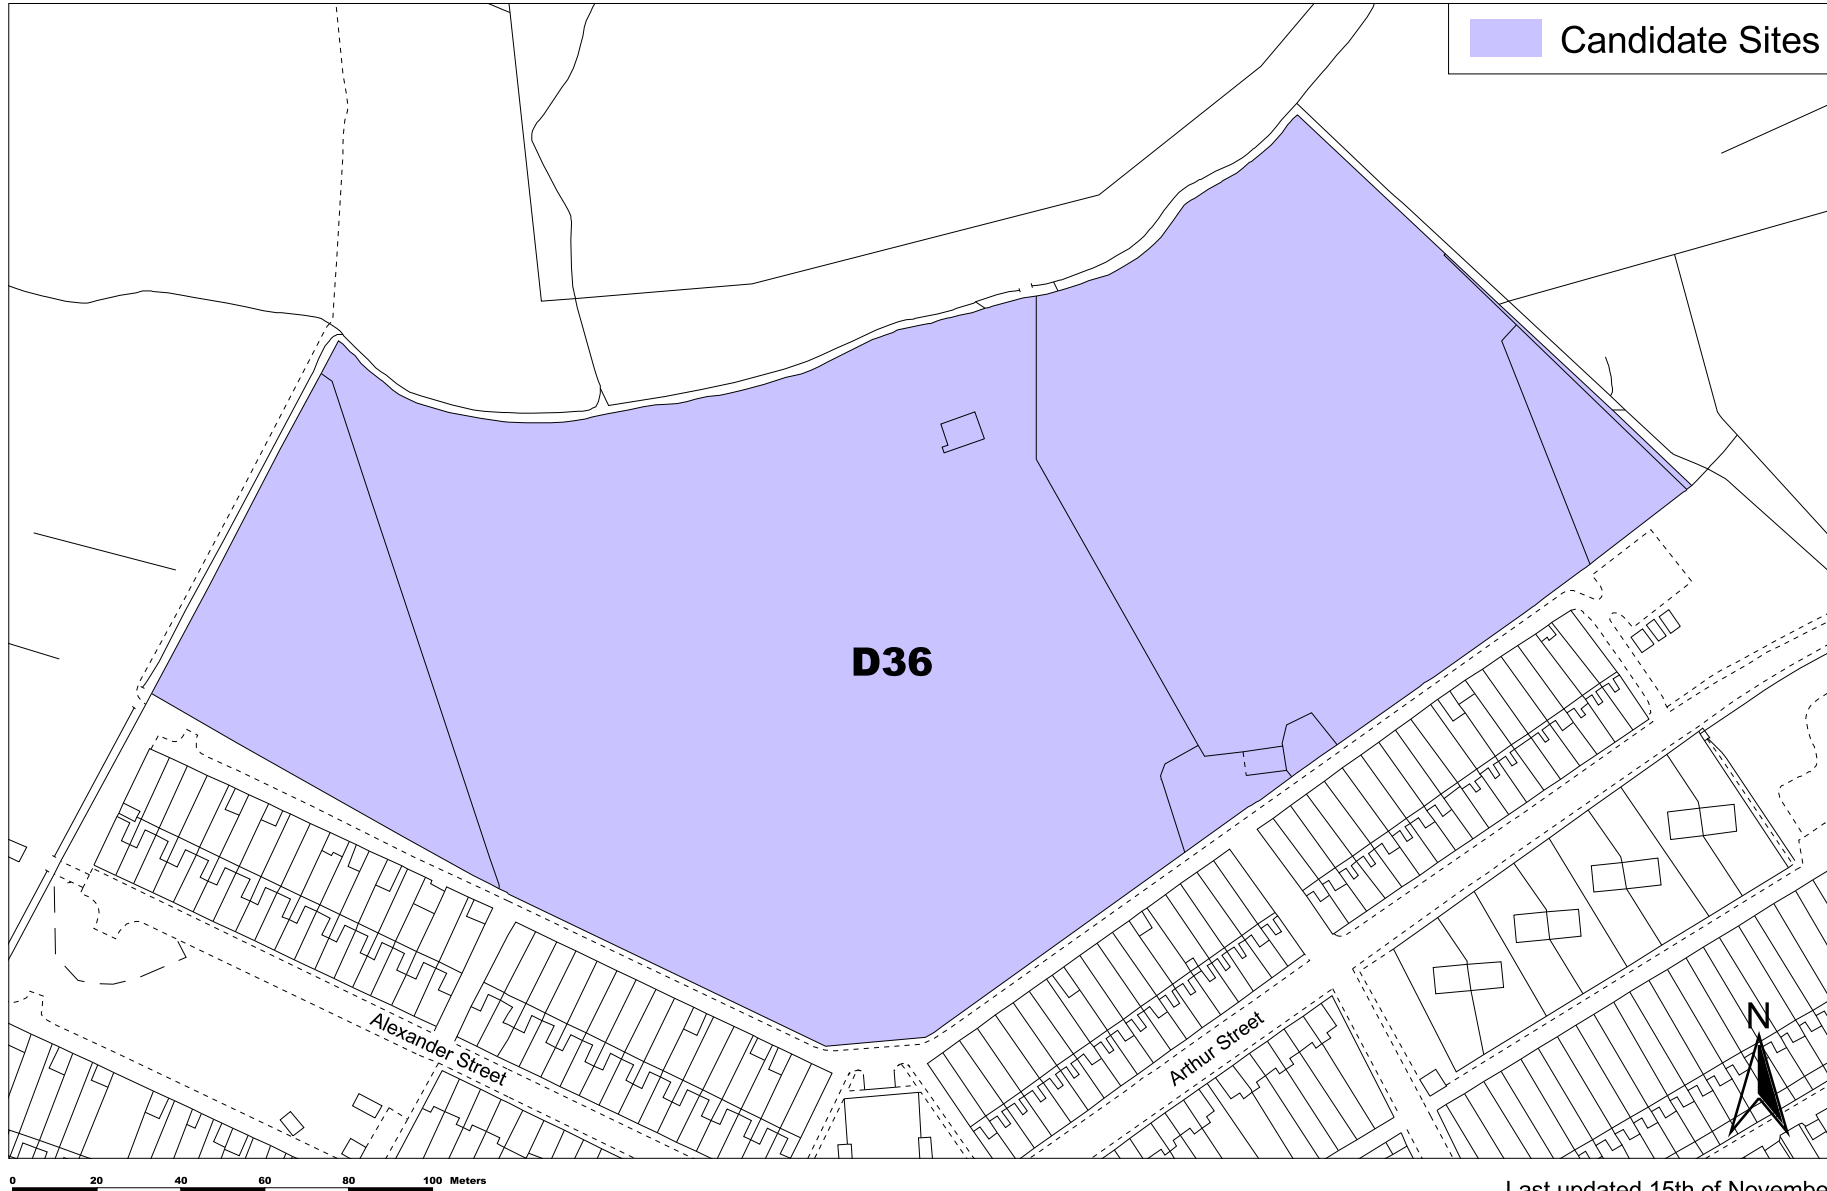 Candidate Sites
D36
Alexander Street
Arthur Street
N
0 20 40 60 80 100 Meters
Last updated 15th of Novembe